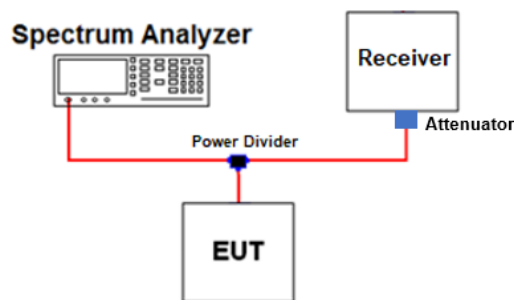 Spectrum Analyzer
Receiver
Attenuator
Power Divider
EUT